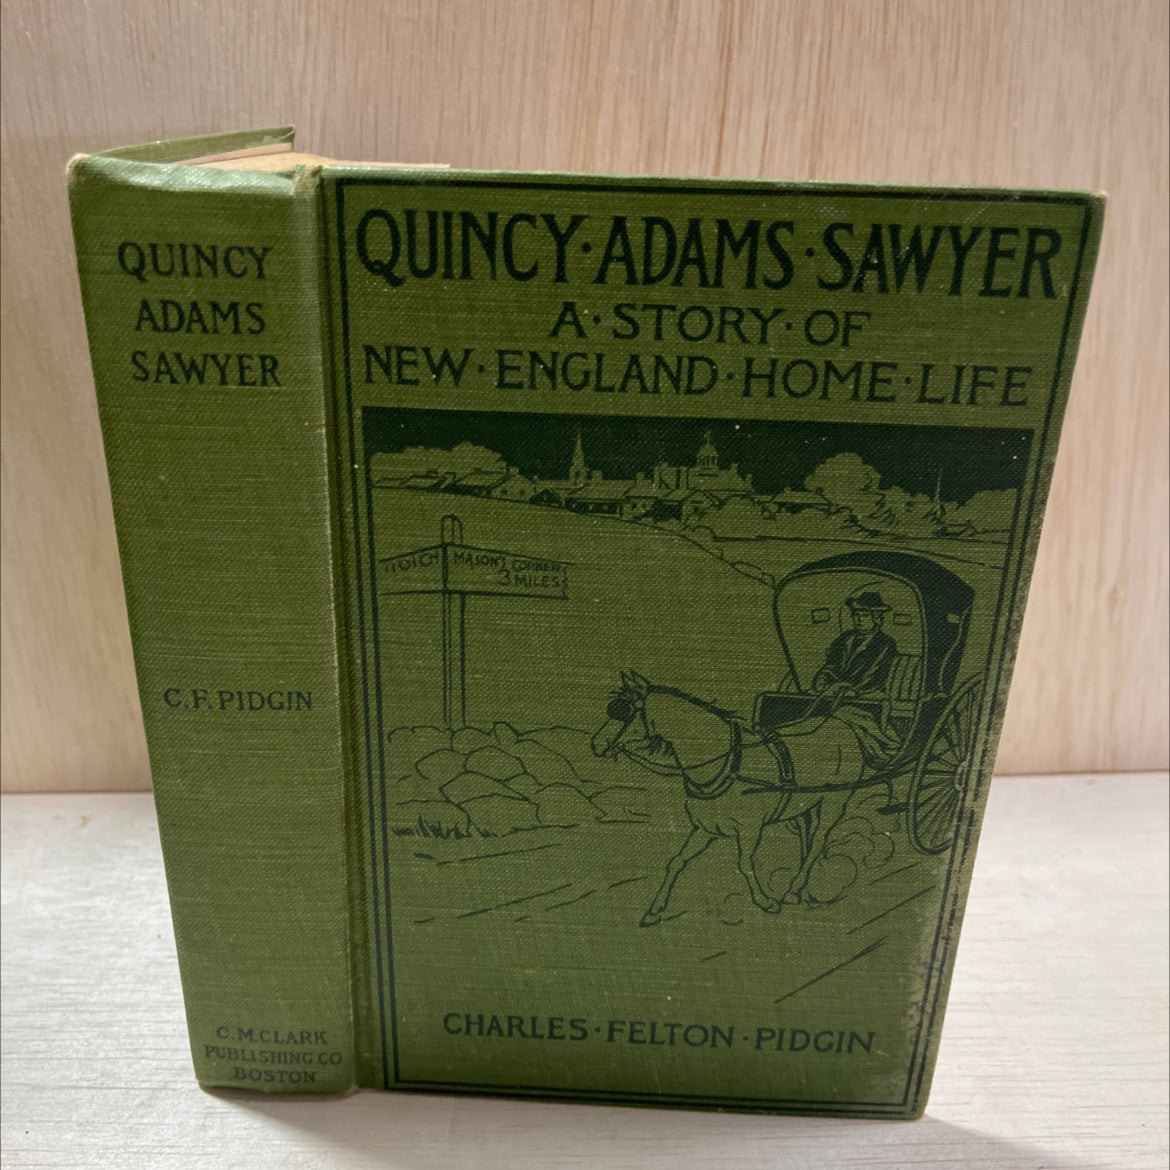 QUINCY
ADAMS
SAWYER
C.F. PIDGIN
C.M. CLARK
PUBLISHING CO
BOSTON
QUINCY·ADAMS·SAWYER
A·STORY·OF
NEW·ENGLAND·HOME·LIFE
MASON'S CORNER
3 MILES
CHARLES·FELTON·PIDGIN